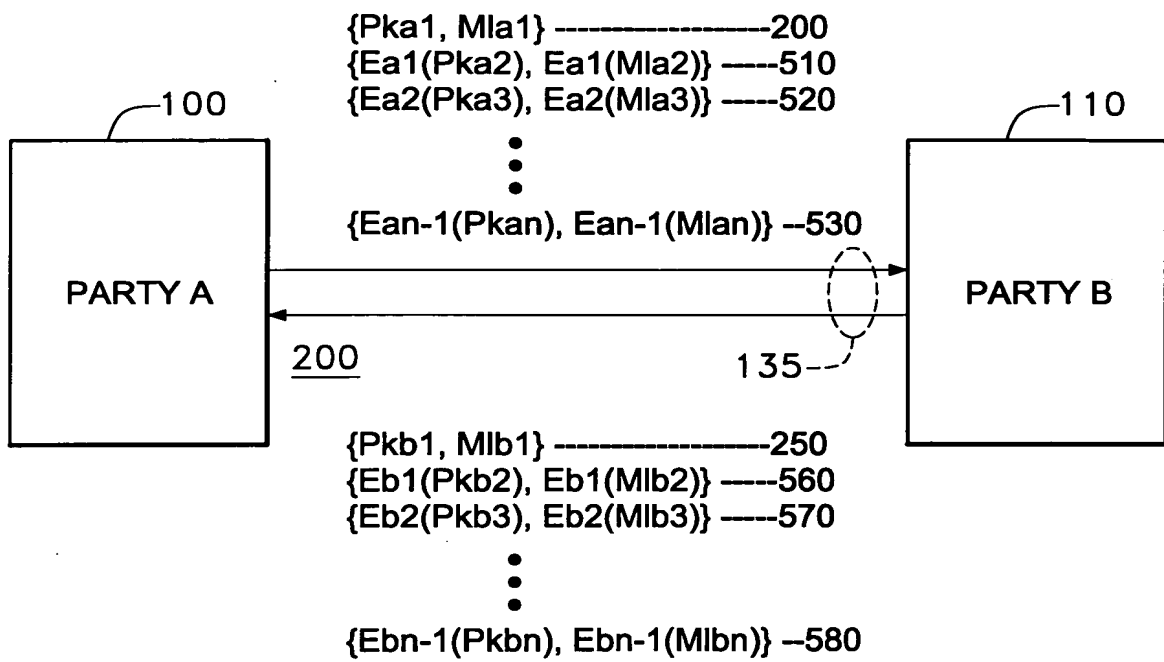 {Pka1, Mla1} -------------------200
{Ea1(Pka2), Ea1(Mla2)} -----510
{Ea2(Pka3), Ea2(Mla3)} -----520
100
110
{Ean-1(Pkan), Ean-1(Mlan)} --530
PARTY A
PARTY B
200
135
{Pkb1, Mlb1} -------------------250
{Eb1(Pkb2), Eb1(Mlb2)} -----560
{Eb2(Pkb3), Eb2(Mlb3)} -----570
{Ebn-1(Pkbn), Ebn-1(Mlbn)} --580